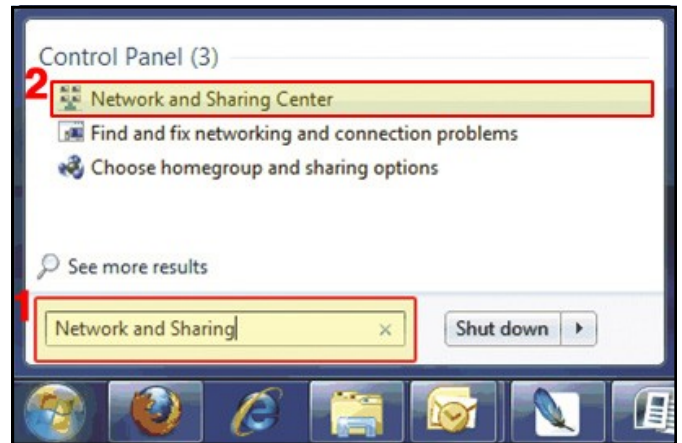 Control Panel (3)
2
Network and Sharing Center
Find and fix networking and connection problems
Choose homegroup and sharing options
See more results
1
Network and Sharing
Shut down